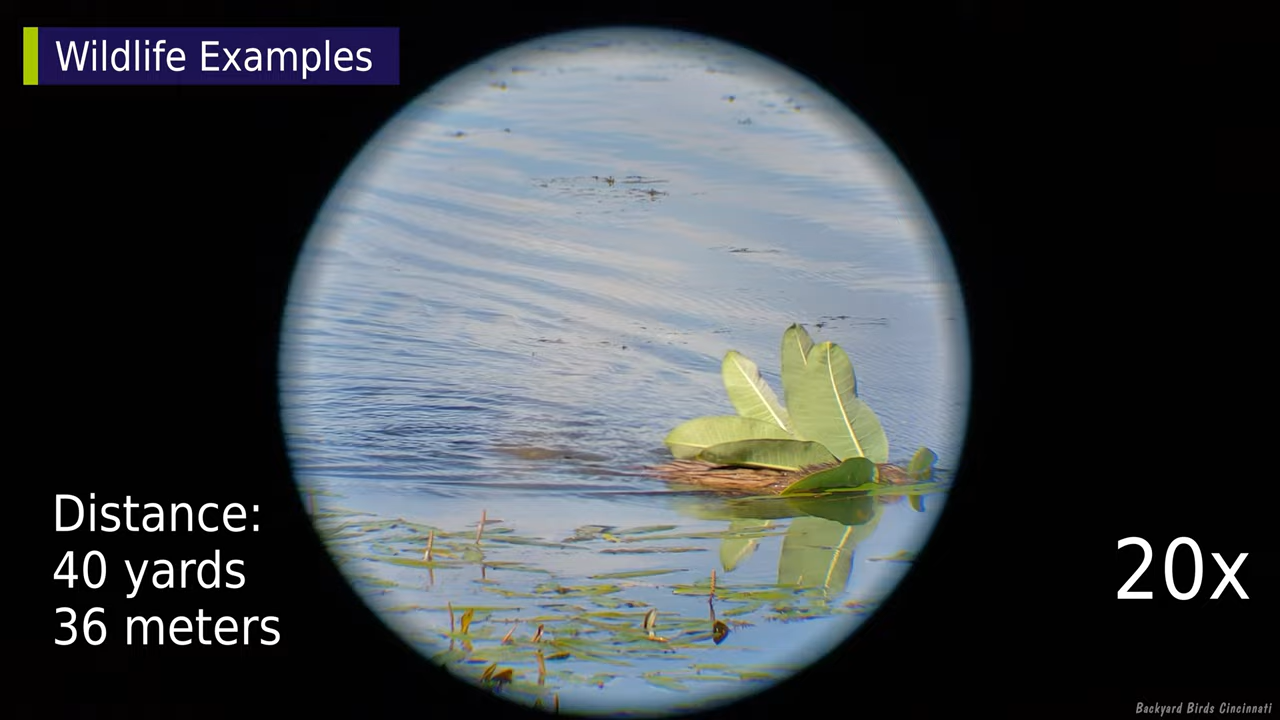 Wildlife Examples
Distance:
40 yards
36 meters
20x
Backyard Birds Cincinnati